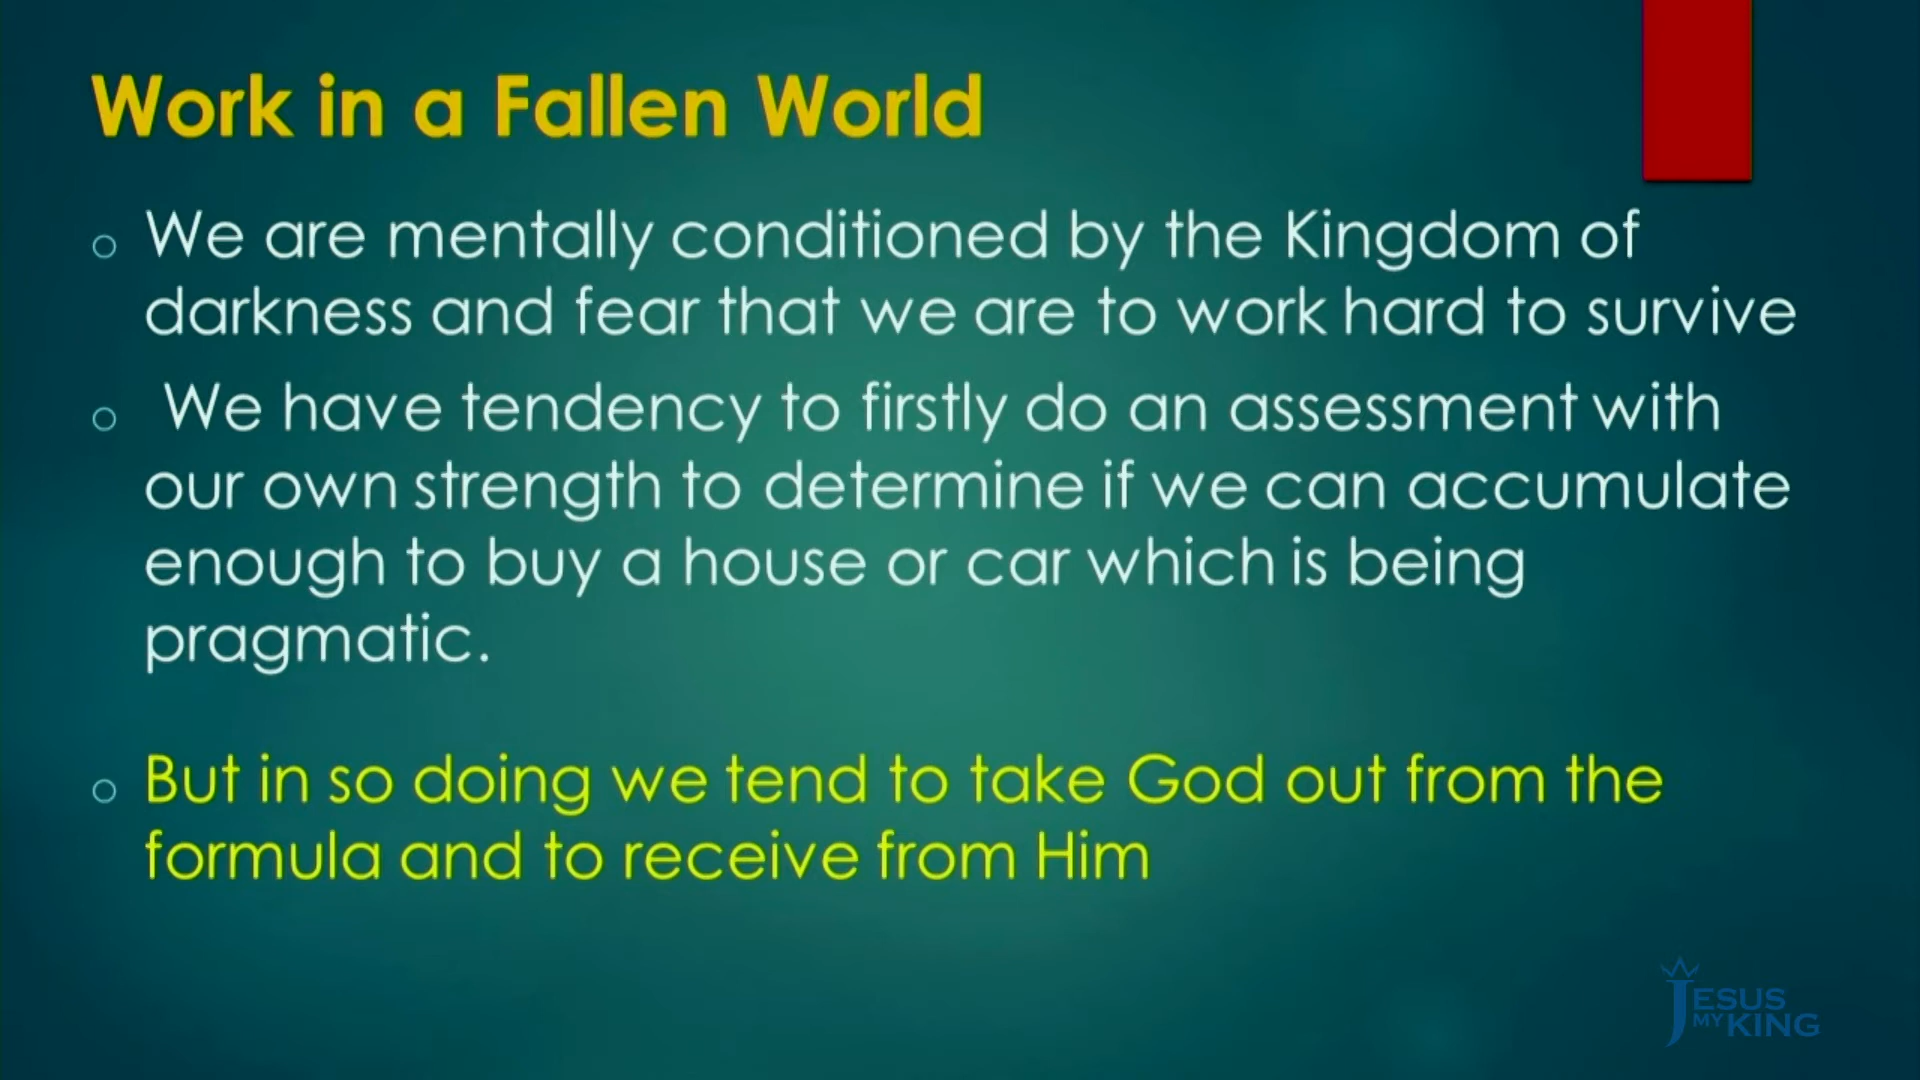 Work in a Fallen World
We are mentally conditioned by the Kingdom of
darkness and fear that we are to work hard to survive
We have tendency to firstly do an assessment with
our own strength to determine if we can accumulate
enough to buy a house or car which is being
pragmatic.
But in so doing we tend to take God out from the
formula and to receive from Him
JESUS
MY KING